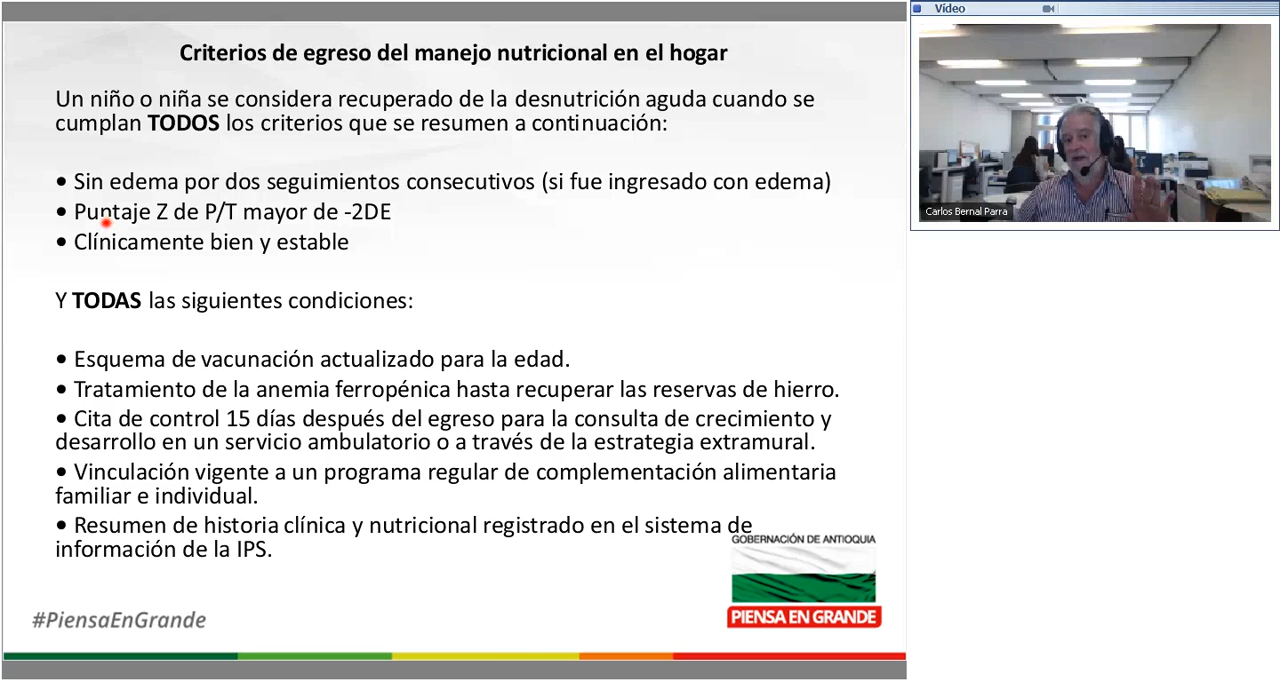 Criterios de egreso del manejo nutricional en el hogar
Un niño o niña se considera recuperado de la desnutrición aguda cuando se
cumplan TODOS los criterios que se resumen a continuación:
• Sin edema por dos seguimientos consecutivos (si fue ingresado con edema)
• Puntaje Z de P/T mayor de -2DE
• Clínicamente bien y estable
Y TODAS las siguientes condiciones:
• Esquema de vacunación actualizado para la edad.
• Tratamiento de la anemia ferropénica hasta recuperar las reservas de hierro.
• Cita de control 15 días después del egreso para la consulta de crecimiento y
desarrollo en un servicio ambulatorio o a través de la estrategia extramural.
• Vinculación vigente a un programa regular de complementación alimentaria
familiar e individual.
• Resumen de historia clínica y nutricional registrado en el sistema de
información de la IPS.
GOBERNACIÓN DE ANTIOQUIA
PIENSA EN GRANDE
#PiensaEnGrande
Vídeo
Carlos Bernal Parra